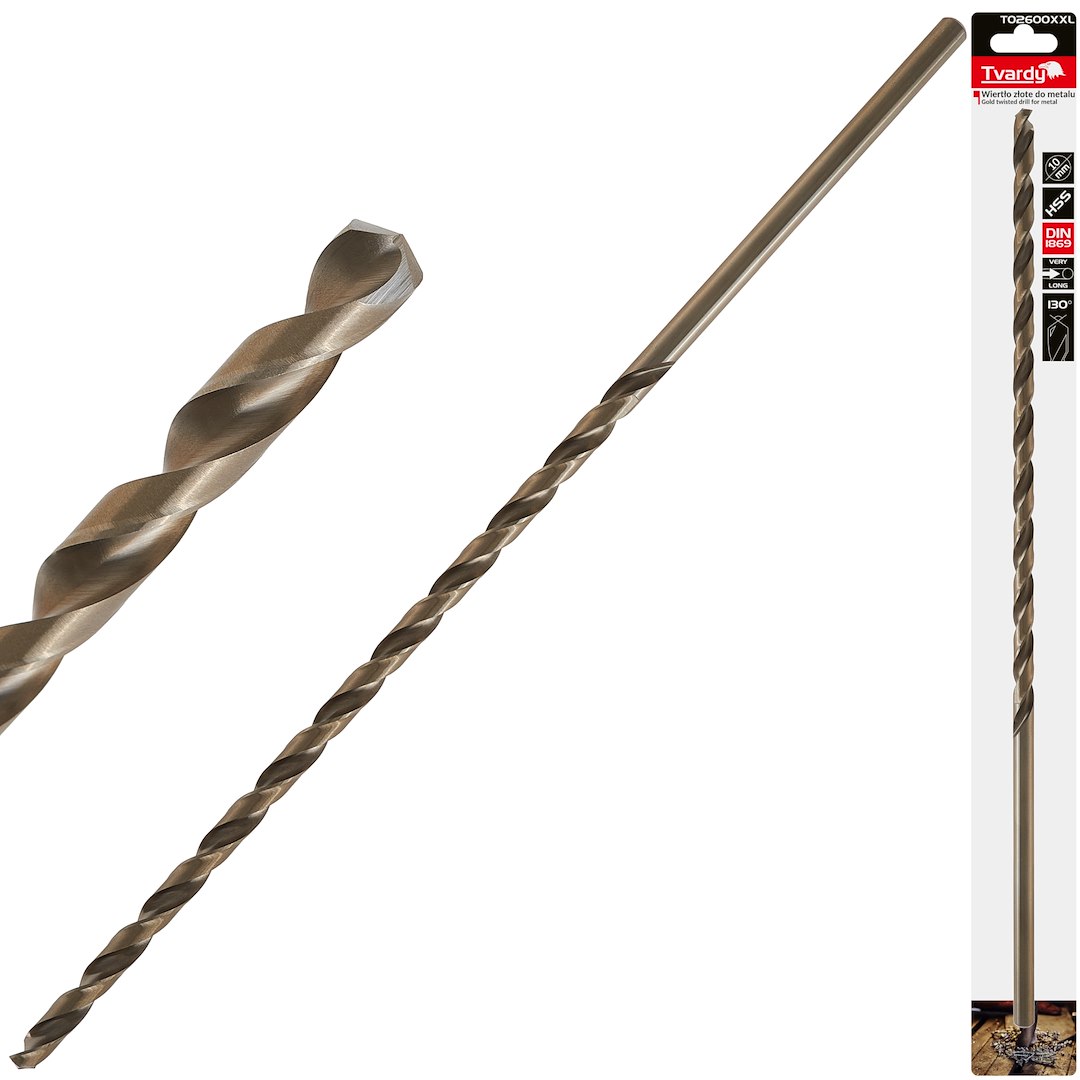 T02600XXL
Tvardy
Wiertło złote do metalu
Gold twisted drill for metal
10
mm
HSS
DIN
1869
VERY
LONG
130°